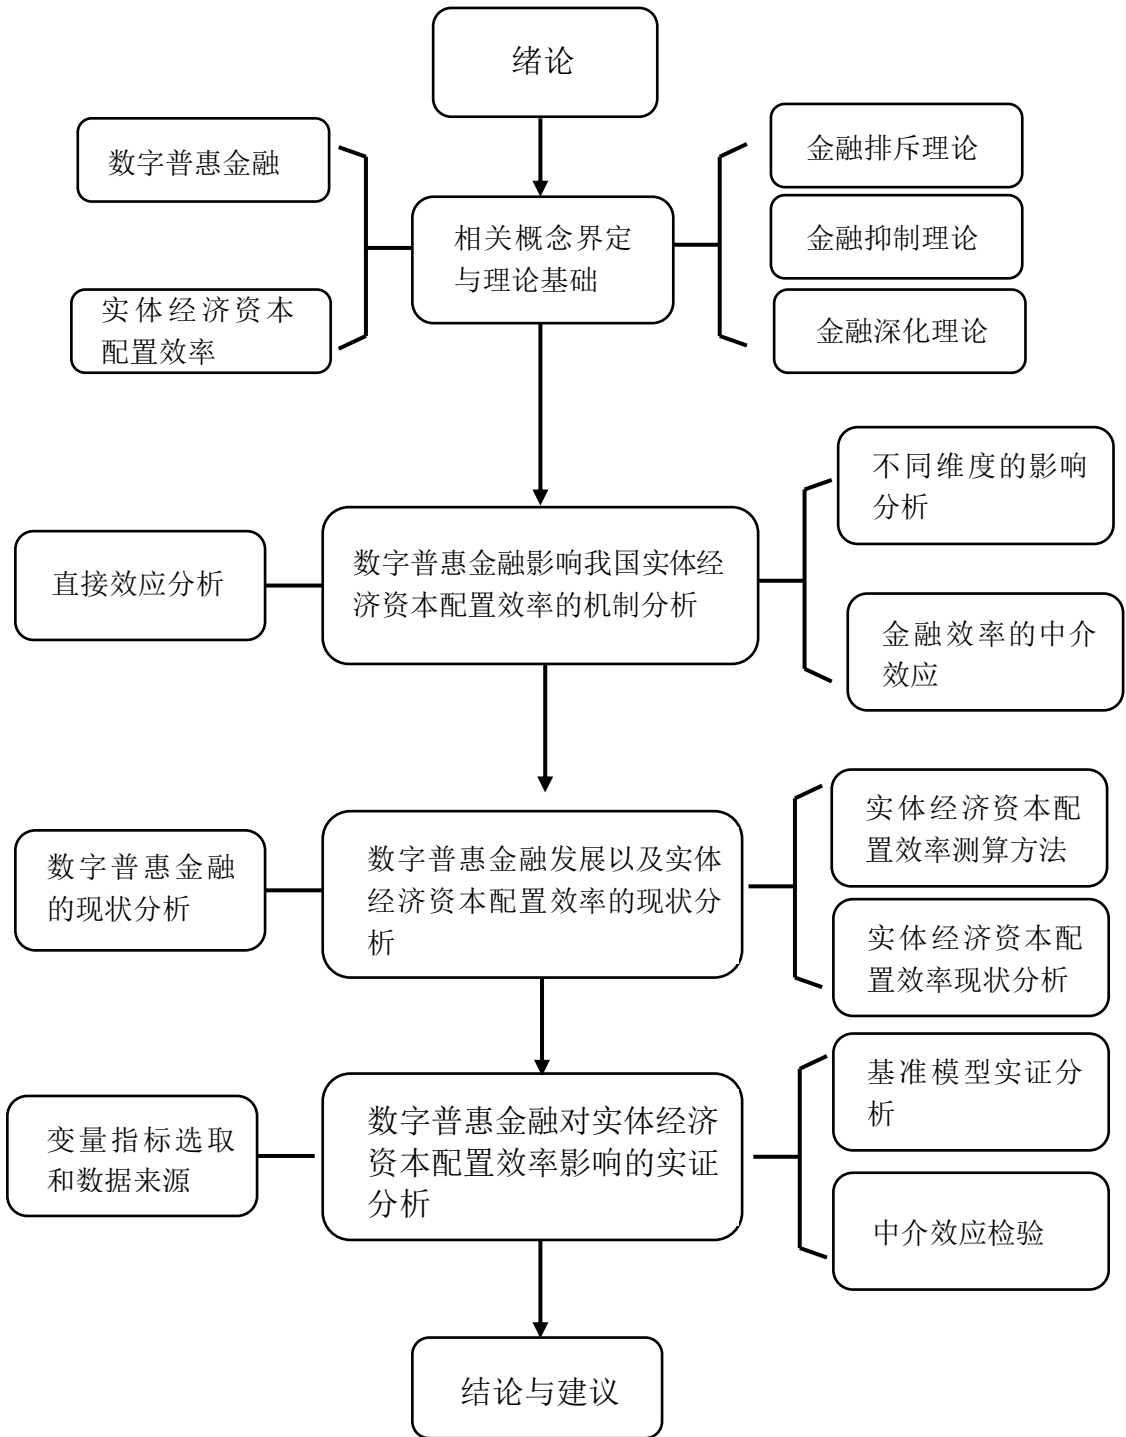 绪论
数字普惠金融
实体经济资本
配置效率
相关概念界定
与理论基础
金融排斥理论
金融抑制理论
金融深化理论
直接效应分析
数字普惠金融影响我国实体经
济资本配置效率的机制分析
不同维度的影响
分析
金融效率的中介
效应
数字普惠金融
的现状分析
数字普惠金融发展以及实体
经济资本配置效率的现状分
析
实体经济资本配
置效率测算方法
实体经济资本配
置效率现状分析
变量指标选取
和数据来源
数字普惠金融对实体经济
资本配置效率影响的实证
分析
基准模型实证分
析
中介效应检验
结论与建议